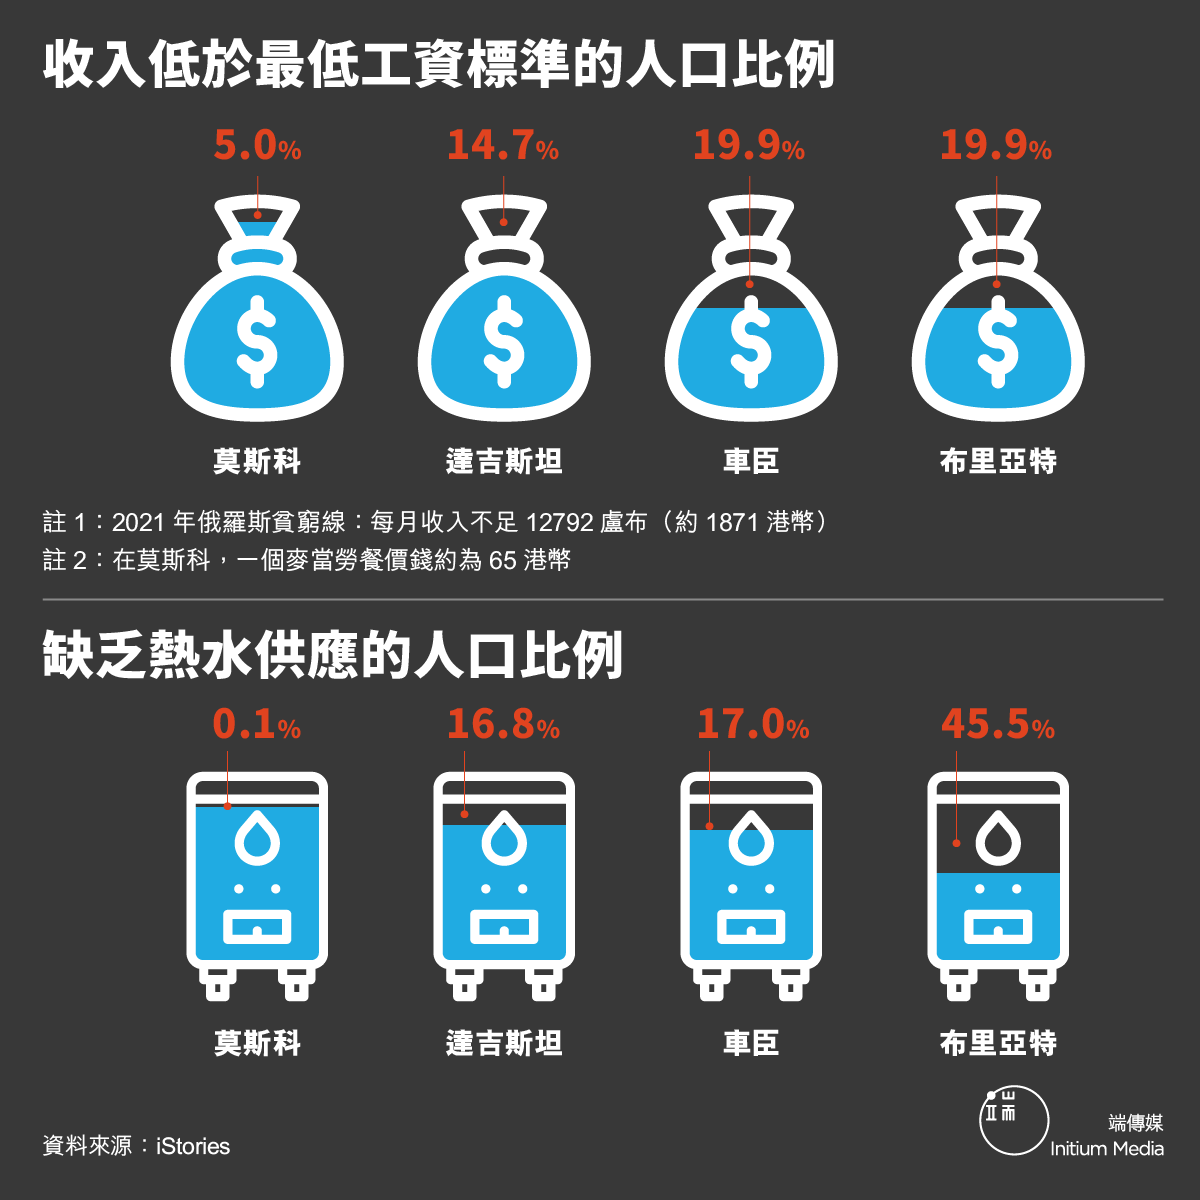 收入低於最低工資標準的人口比例
5.0% 14.7% 19.9% 19.9%
$ $ $ $
莫斯科 達吉斯坦 車臣 布里亞特
註 1：2021 年俄羅斯貧窮線：每月收入不足 12792 盧布（約 1871 港幣）
註 2：在莫斯科，一個麥當勞餐價錢約為 65 港幣
缺乏熱水供應的人口比例
0.1% 16.8% 17.0% 45.5%
莫斯科 達吉斯坦 車臣 布里亞特
資料來源：iStories
端
端傳媒
Initium Media